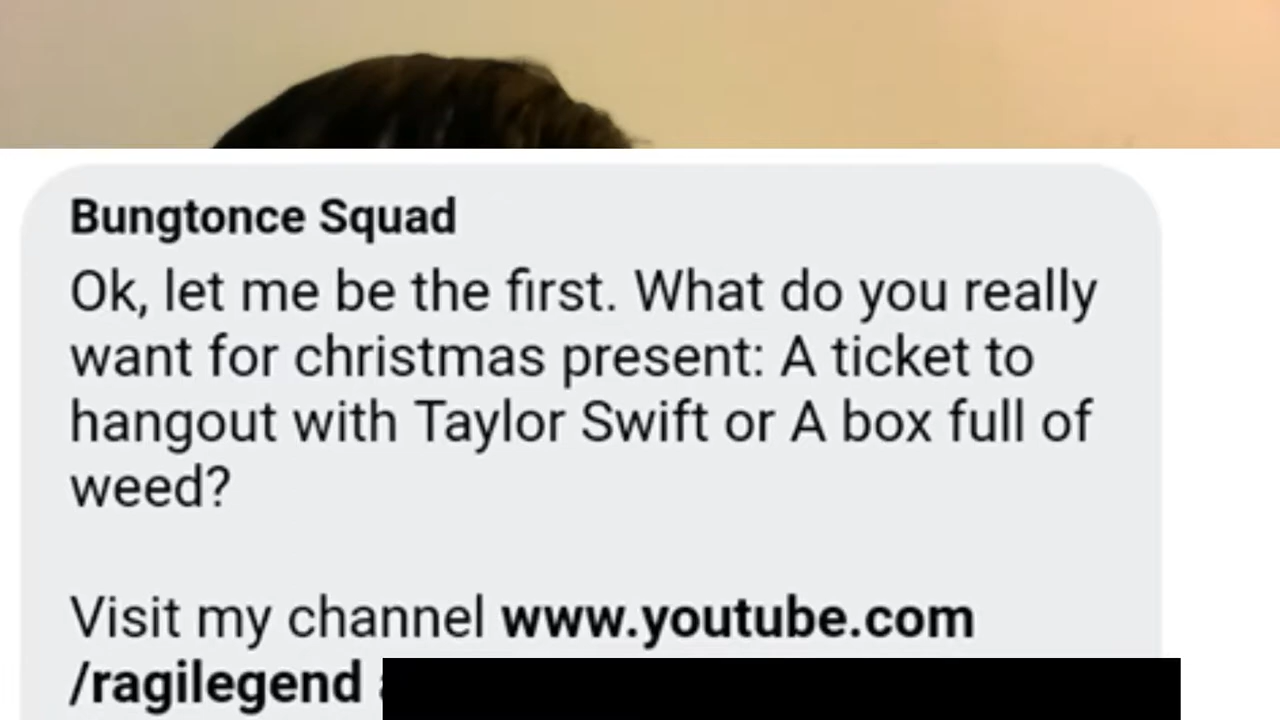 Bungtonce Squad
Ok, let me be the first. What do you really
want for christmas present: A ticket to
hangout with Taylor Swift or A box full of
weed?
Visit my channel www.youtube.com
/ragilegend